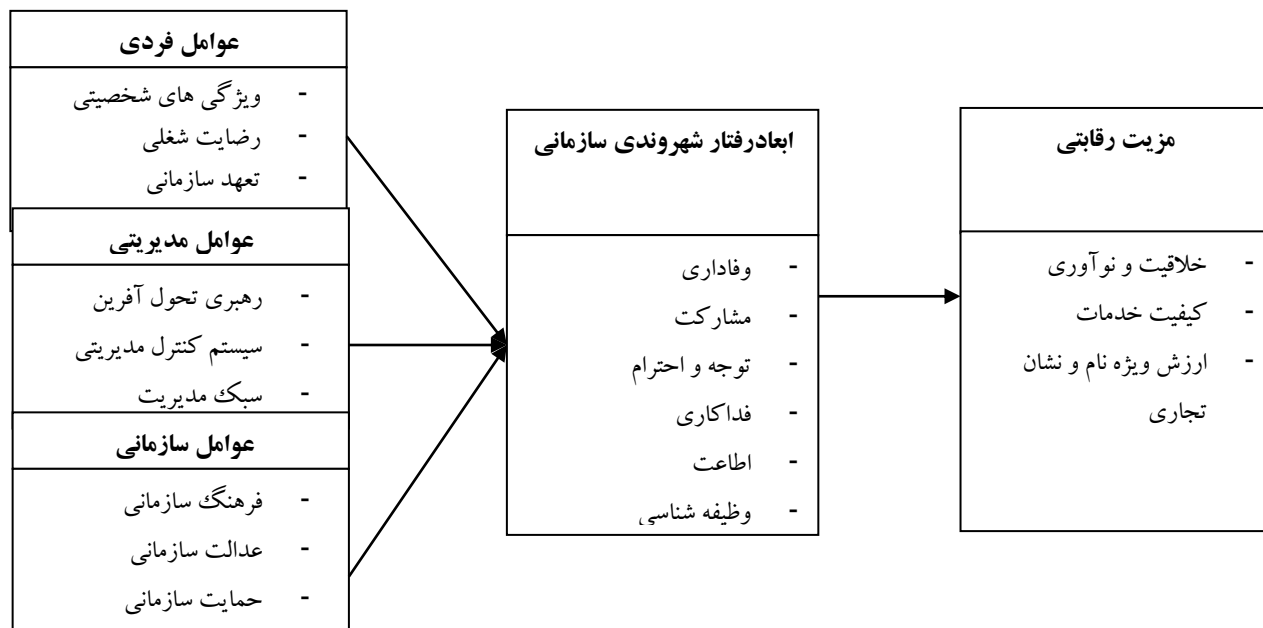 عوامل فردی
- ویژگی های شخصیتی
- رضایت شغلی
- تعهد سازمانی
عوامل مدیریتی
- رهبری تحول آفرین
- سیستم کنترل مدیریتی
- سبک مدیریت
عوامل سازمانی
- فرهنگ سازمانی
- عدالت سازمانی
- حمایت سازمانی
ابعادرفتار شهروندی سازمانی
- وفاداری
- مشارکت
- توجه و احترام
- فداکاری
- اطاعت
- وظیفه شناسی
مزیت رقابتی
- خلاقیت و نوآوری
- کیفیت خدمات
- ارزش ویژه نام و نشان
تجاری